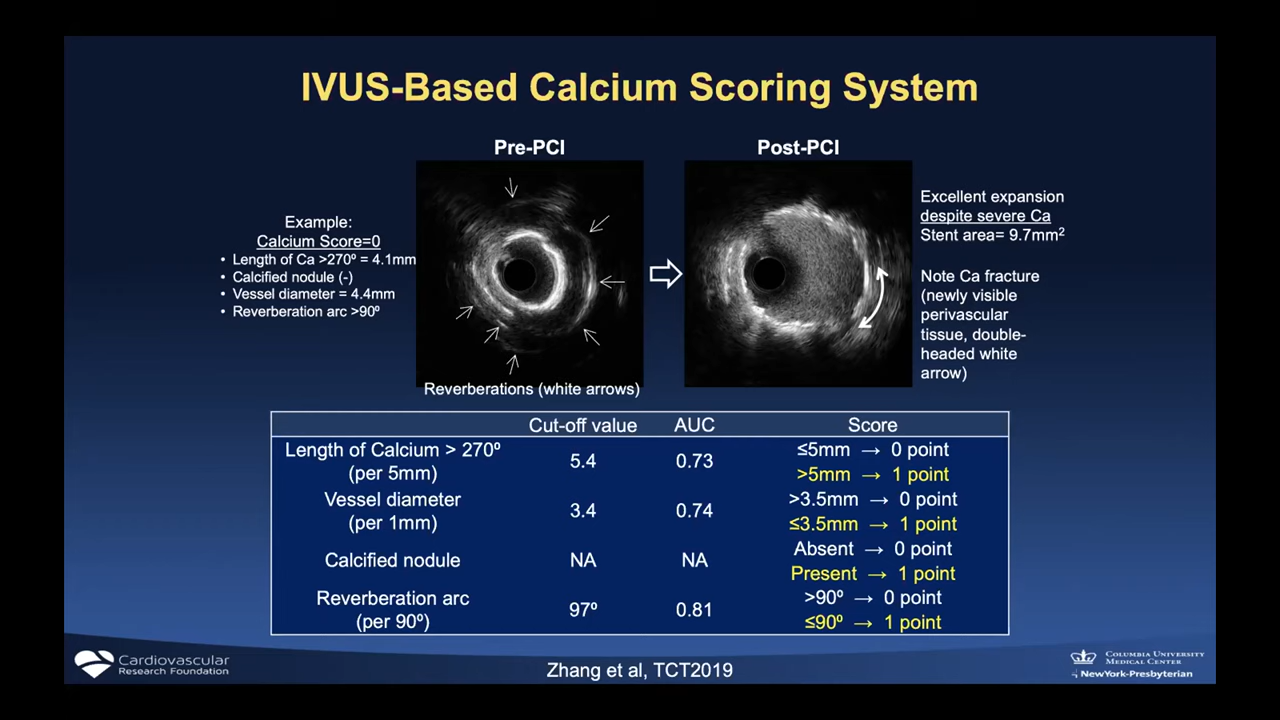 IVUS-Based Calcium Scoring System
Pre-PCI
Post-PCI
Example:
Calcium Score=0
• Length of Ca >270º = 4.1mm
• Calcified nodule (-)
• Vessel diameter = 4.4mm
• Reverberation arc >90º
Reverberations (white arrows)
Excellent expansion
despite severe Ca
Stent area= 9.7mm²
Note Ca fracture
(newly visible
perivascular
tissue, double-
headed white
arrow)
Cut-off value AUC Score
Length of Calcium > 270º
(per 5mm)
5.4 0.73
≤5mm → 0 point
>5mm → 1 point
Vessel diameter
(per 1mm)
3.4 0.74
>3.5mm → 0 point
≤3.5mm → 1 point
Calcified nodule NA NA
Absent → 0 point
Present → 1 point
Reverberation arc
(per 90º)
97º 0.81
>90º → 0 point
≤90º → 1 point
Cardiovascular
Research Foundation
Zhang et al, TCT2019
COLUMBIA UNIVERSITY
MEDICAL CENTER
NewYork-Presbyterian